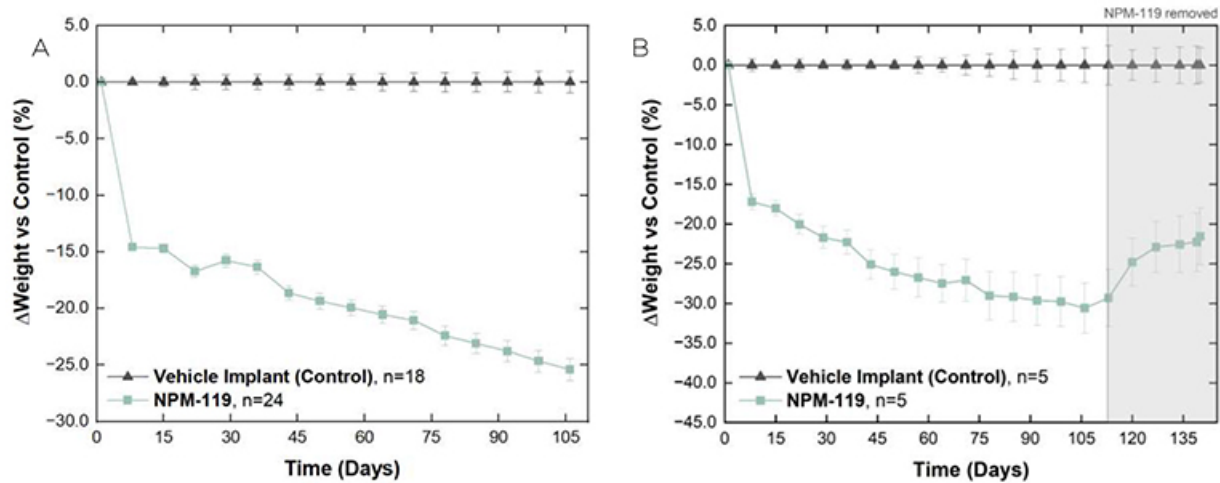 A
ΔWeight vs Control (%)
5.0
0.0
−5.0
−10.0
−15.0
−20.0
−25.0
−30.0
Vehicle Implant (Control), n=18
NPM-119, n=24
0 15 30 45 60 75 90 105
Time (Days)
NPM-119 removed
B
ΔWeight vs Control (%)
5.0
0.0
−5.0
−10.0
−15.0
−20.0
−25.0
−30.0
−35.0
−40.0
−45.0
Vehicle Implant (Control), n=5
NPM-119, n=5
0 15 30 45 60 75 90 105 120 135
Time (Days)